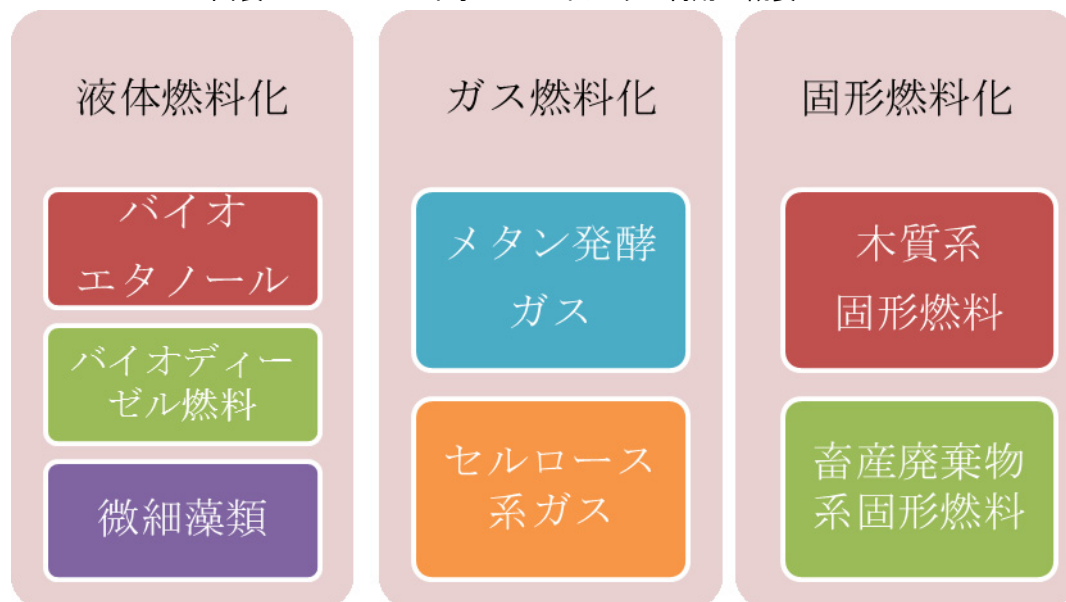 液体燃料化
バイオ
エタノール
バイオディー
ゼル燃料
微細藻類
ガス燃料化
メタン発酵
ガス
セルロース
系ガス
固形燃料化
木質系
固形燃料
畜産廃棄物
系固形燃料